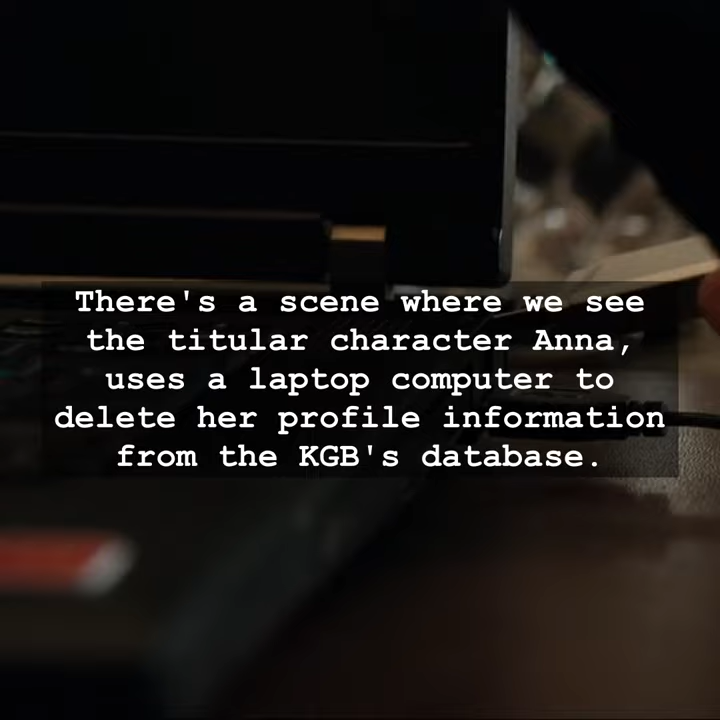 There's a scene where we see
the titular character Anna,
uses a laptop computer to
delete her profile information
from the KGB's database.